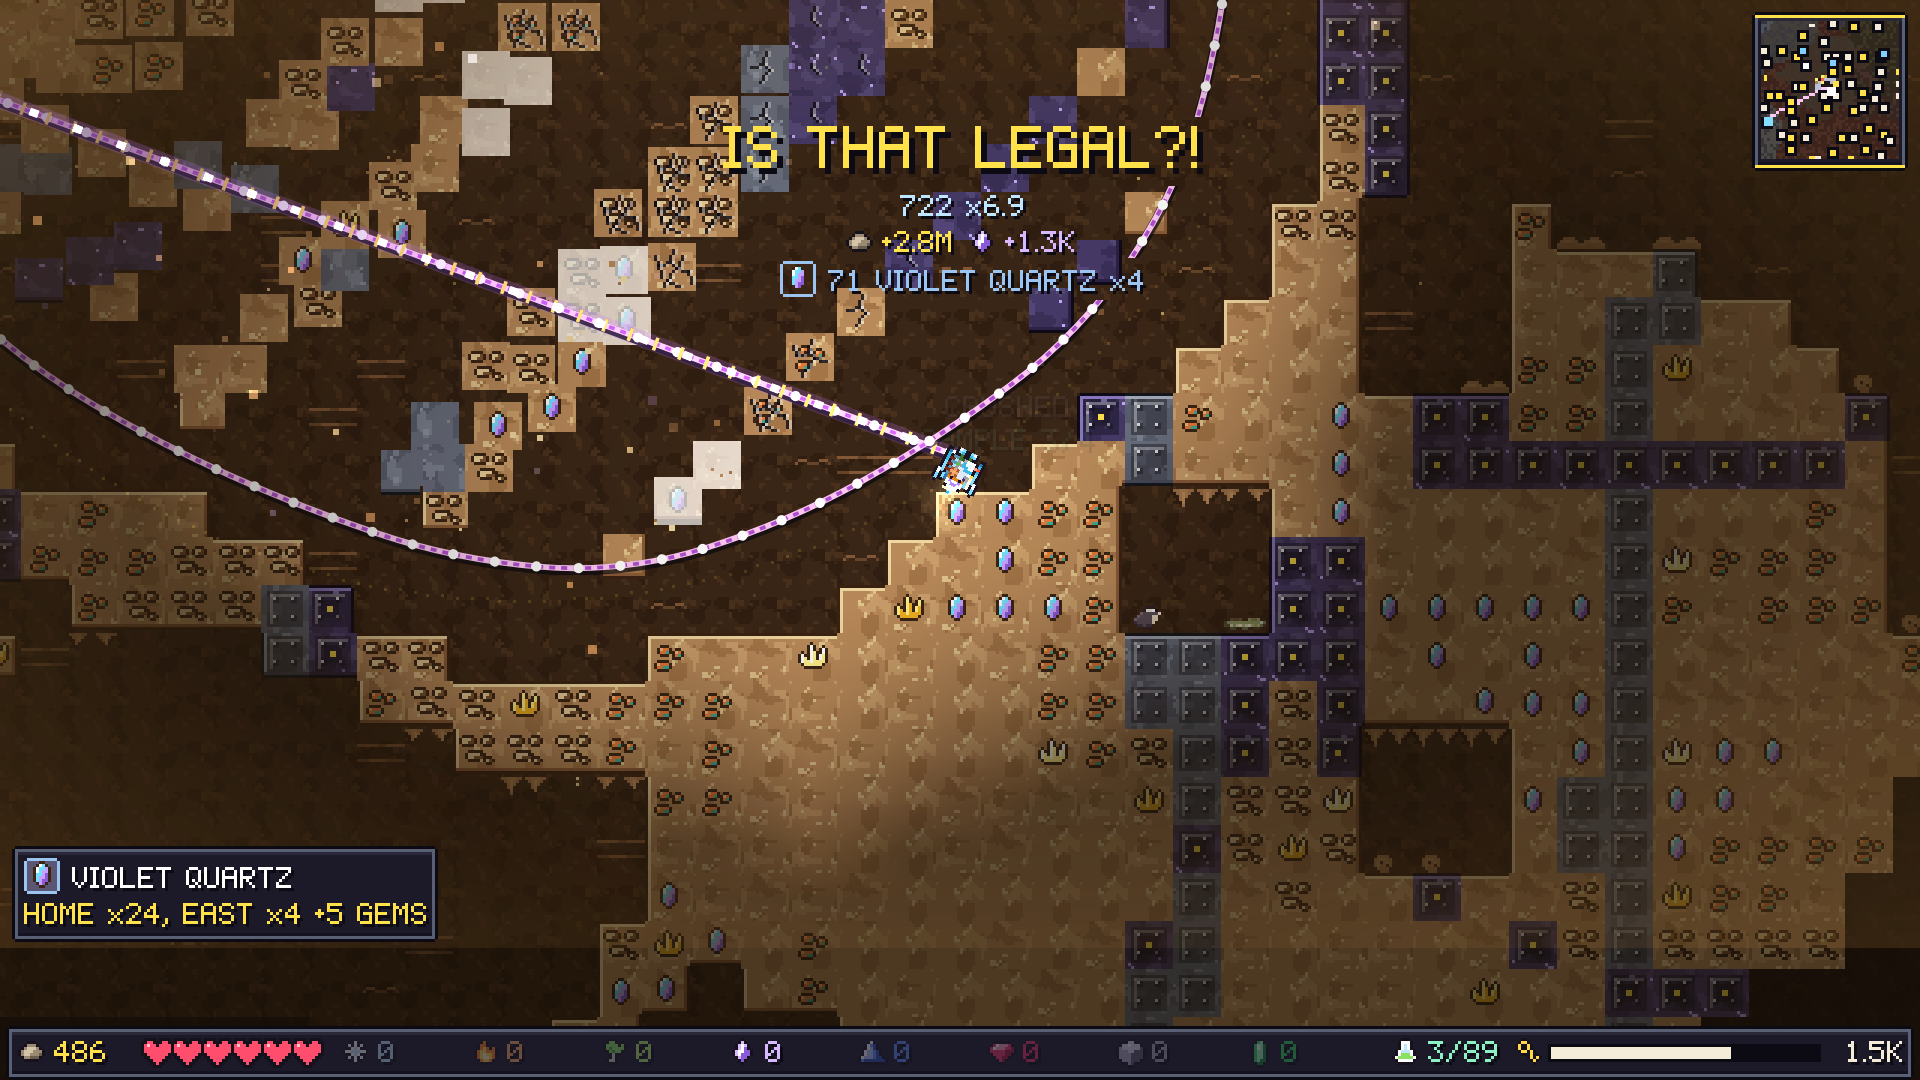 IS THAT LEGAL?!
722 x6.9
+2.8M +1.3K
71 VIOLET QUARTZ x4
VIOLET QUARTZ
HOME x24, EAST x4 +5 GEMS
486 0 0 0 0 0 0 0 0 3/89 1.5K